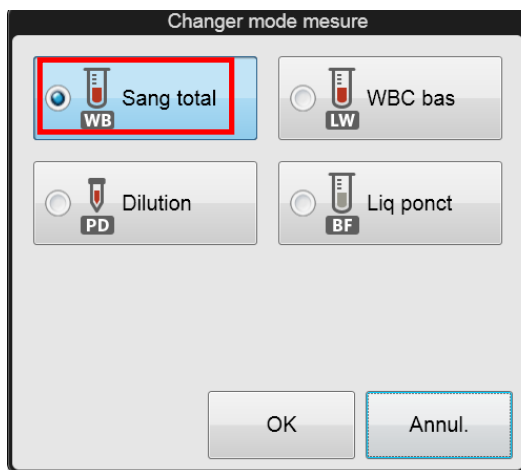 Changer mode mesure
Sang total
WB
WBC bas
LW
Dilution
PD
Liq ponct
BF
OK
Annul.